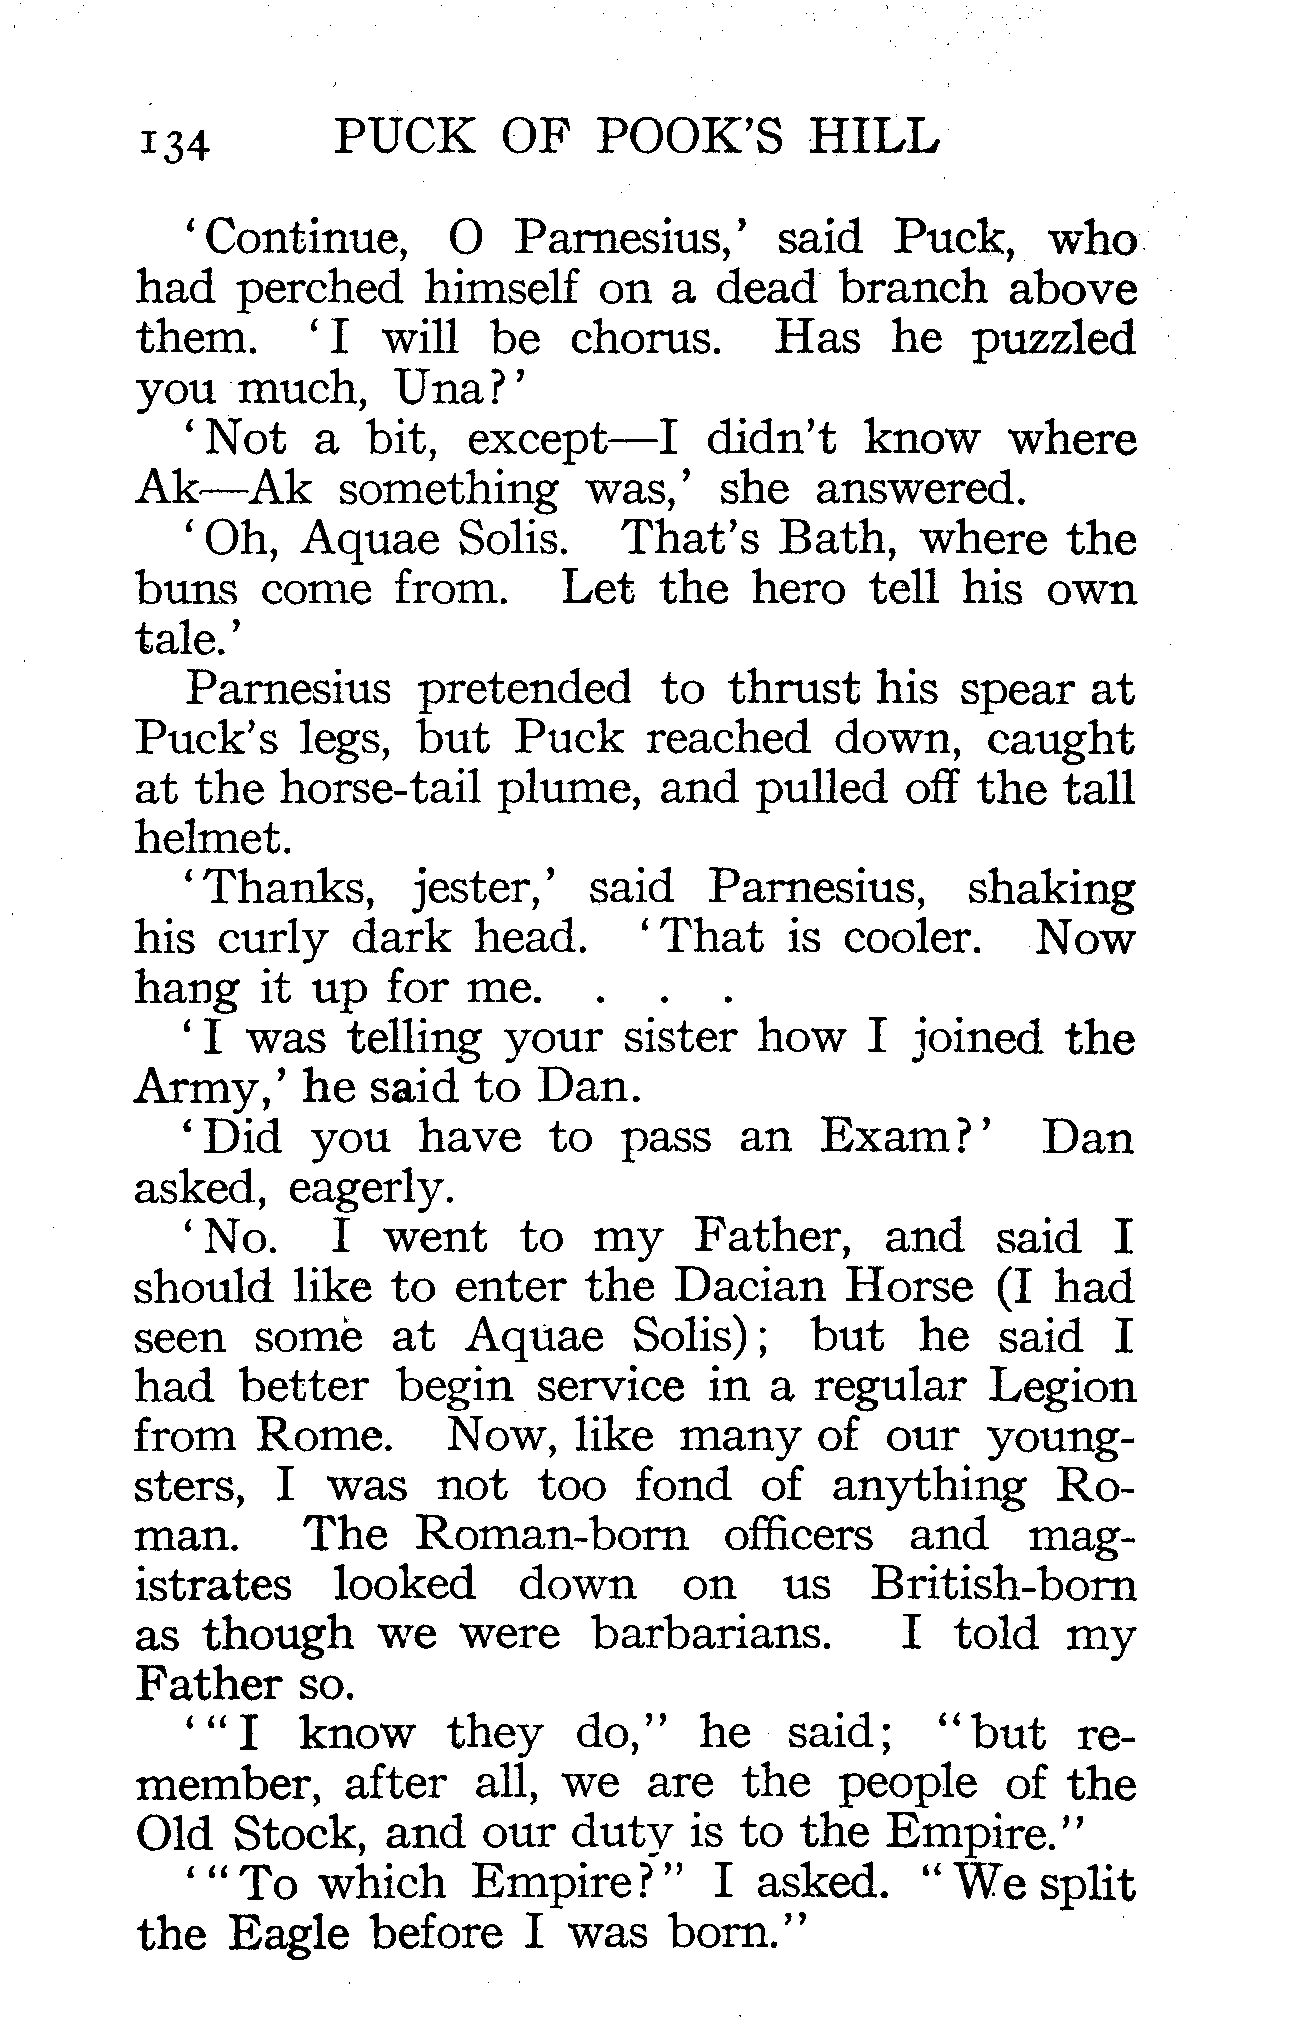 134 PUCK OF POOK'S HILL
‘Continue, O Parnesius,’ said Puck, who
had perched himself on a dead branch above
them. ‘I will be chorus. Has he puzzled
you much, Una?’
‘Not a bit, except—I didn't know where
Ak—Ak something was,’ she answered.
‘Oh, Aquae Solis. That's Bath, where the
buns come from. Let the hero tell his own
tale.’
Parnesius pretended to thrust his spear at
Puck's legs, but Puck reached down, caught
at the horse-tail plume, and pulled off the tall
helmet.
‘Thanks, jester,’ said Parnesius, shaking
his curly dark head. ‘That is cooler. Now
hang it up for me. . . .
‘I was telling your sister how I joined the
Army,’ he said to Dan.
‘Did you have to pass an Exam?’ Dan
asked, eagerly.
‘No. I went to my Father, and said I
should like to enter the Dacian Horse (I had
seen some at Aquae Solis); but he said I
had better begin service in a regular Legion
from Rome. Now, like many of our young-
sters, I was not too fond of anything Ro-
man. The Roman-born officers and mag-
istrates looked down on us British-born
as though we were barbarians. I told my
Father so.
‘“I know they do,” he said; “but re-
member, after all, we are the people of the
Old Stock, and our duty is to the Empire.”
‘“To which Empire?” I asked. “We split
the Eagle before I was born.”